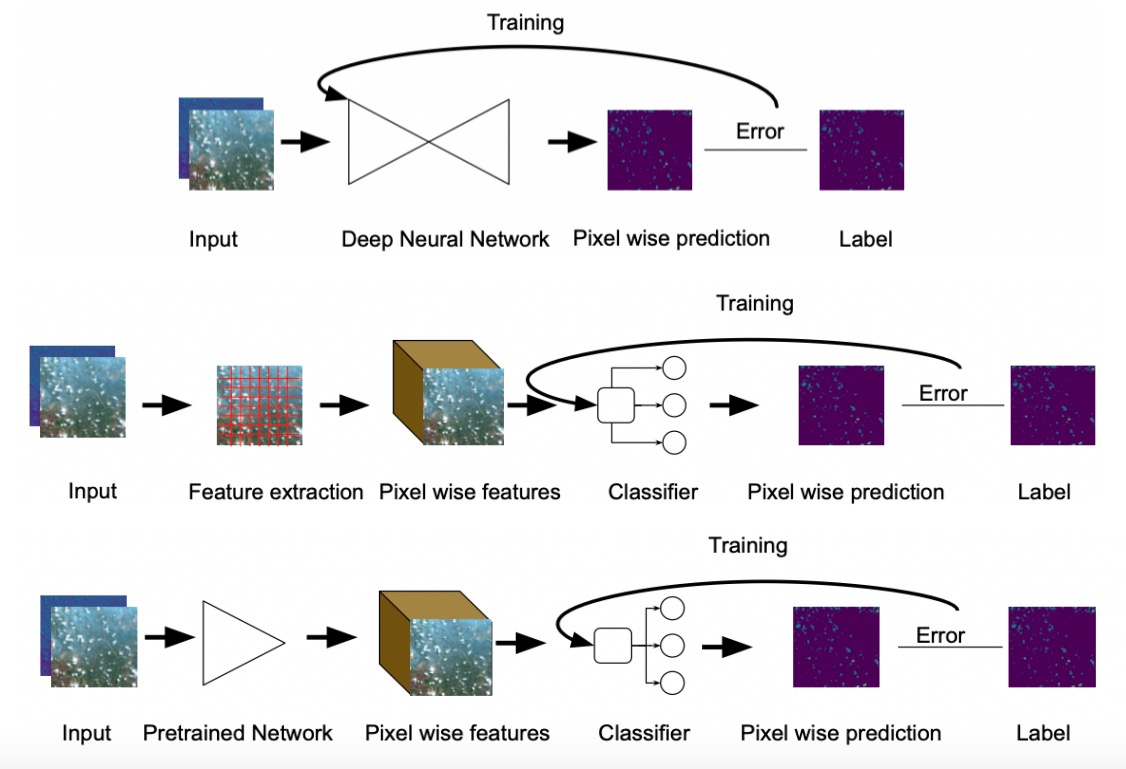 Training
Error
Input Deep Neural Network Pixel wise prediction Label
Training
Error
Input Feature extraction Pixel wise features Classifier Pixel wise prediction Label
Training
Error
Input Pretrained Network Pixel wise features Classifier Pixel wise prediction Label